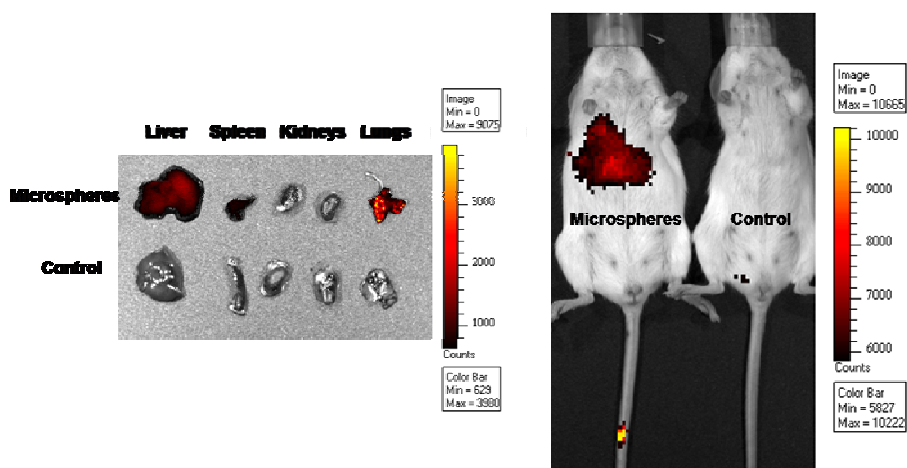 Liver Spleen Kidneys Lungs
Microspheres
Control
Image
Min = 0
Max = 9075
3000
2000
1000
Counts
Color Bar
Min = 629
Max = 3980
Microspheres Control
Image
Min = 0
Max = 10665
10000
9000
8000
7000
6000
Counts
Color Bar
Min = 5827
Max = 10222